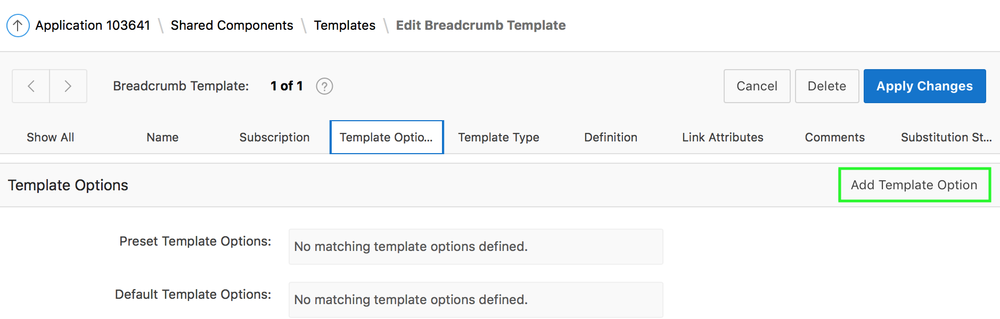 Application 103641 \ Shared Components \ Templates \ Edit Breadcrumb Template
Breadcrumb Template: 1 of 1 ? Cancel Delete Apply Changes
Show All Name Subscription Template Optio... Template Type Definition Link Attributes Comments Substitution St...
Template Options Add Template Option
Preset Template Options: No matching template options defined.
Default Template Options: No matching template options defined.